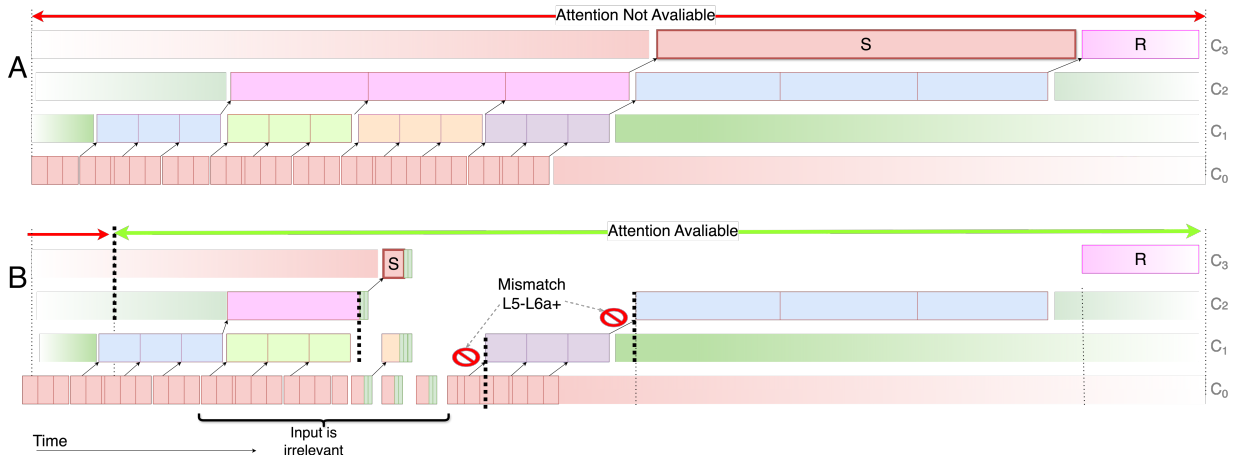 Attention Not Avaliable
A
S
R
C3
C2
C1
C0
Attention Avaliable
B
S
R
C3
Mismatch
L5-L6a+
C2
C1
C0
Input is
irrelevant
Time